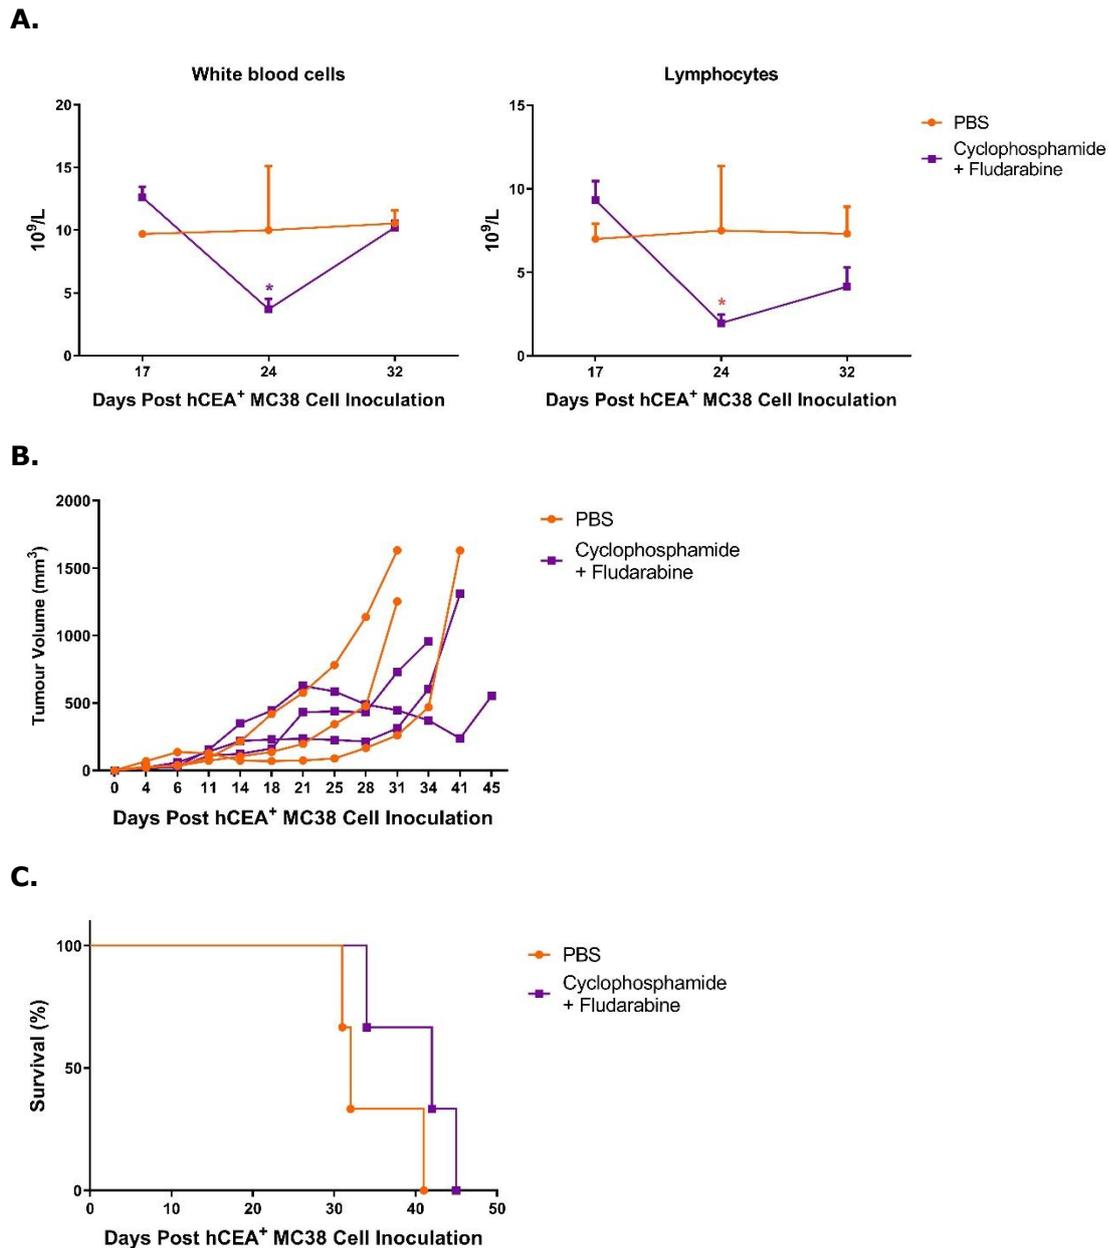 A.
White blood cells
20
15
10
5
0
10⁹/L
*
17 24 32
Days Post hCEA⁺ MC38 Cell Inoculation
Lymphocytes
15
10
5
0
10⁹/L
*
17 24 32
Days Post hCEA⁺ MC38 Cell Inoculation
PBS
Cyclophosphamide
+ Fludarabine
B.
2000
1500
1000
500
0
Tumour Volume (mm³)
0 4 6 11 14 18 21 25 28 31 34 41 45
Days Post hCEA⁺ MC38 Cell Inoculation
PBS
Cyclophosphamide
+ Fludarabine
C.
100
50
0
Survival (%)
0 10 20 30 40 50
Days Post hCEA⁺ MC38 Cell Inoculation
PBS
Cyclophosphamide
+ Fludarabine